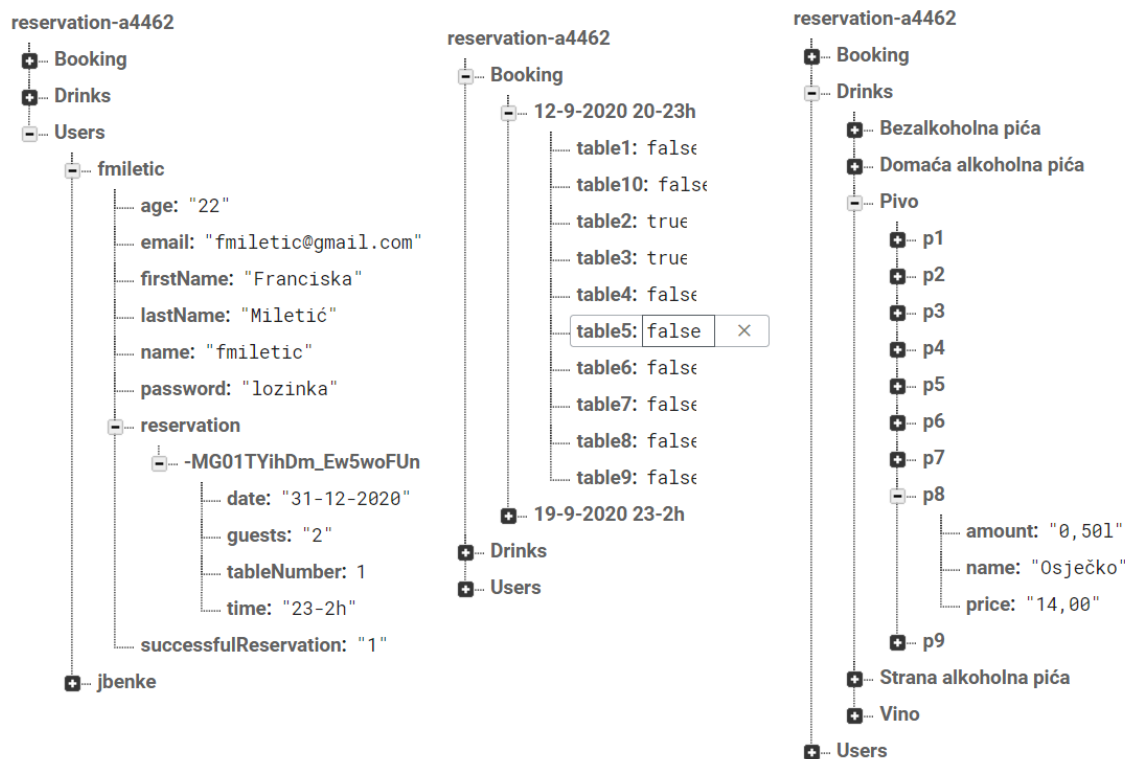 reservation-a4462
Booking
Drinks
Users
fmiletic
age: "22"
email: "fmiletic@gmail.com"
firstName: "Franciska"
lastName: "Miletić"
name: "fmiletic"
password: "lozinka"
reservation
-MG01TYihDm_Ew5woFUn
date: "31-12-2020"
guests: "2"
tableNumber: 1
time: "23-2h"
successfulReservation: "1"
jbenke
reservation-a4462
Booking
12-9-2020 20-23h
table1: false
table10: false
table2: true
table3: true
table4: false
table5: false ×
table6: false
table7: false
table8: false
table9: false
19-9-2020 23-2h
Drinks
Users
reservation-a4462
Booking
Drinks
Bezalkoholna pića
Domaća alkoholna pića
Pivo
p1
p2
p3
p4
p5
p6
p7
p8
amount: "0,50l"
name: "Osječko"
price: "14,00"
p9
Strana alkoholna pića
Vino
Users